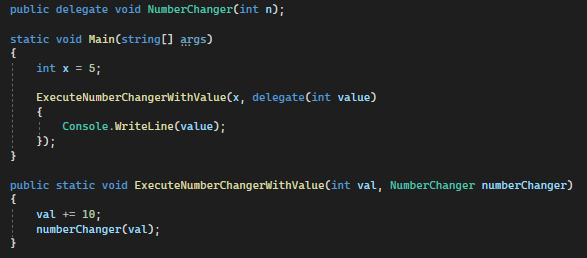 public delegate void NumberChanger(int n);
static void Main(string[] args)
{
int x = 5;
ExecuteNumberChangerWithValue(x, delegate(int value)
{
Console.WriteLine(value);
});
}
public static void ExecuteNumberChangerWithValue(int val, NumberChanger numberChanger)
{
val += 10;
numberChanger(val);
}